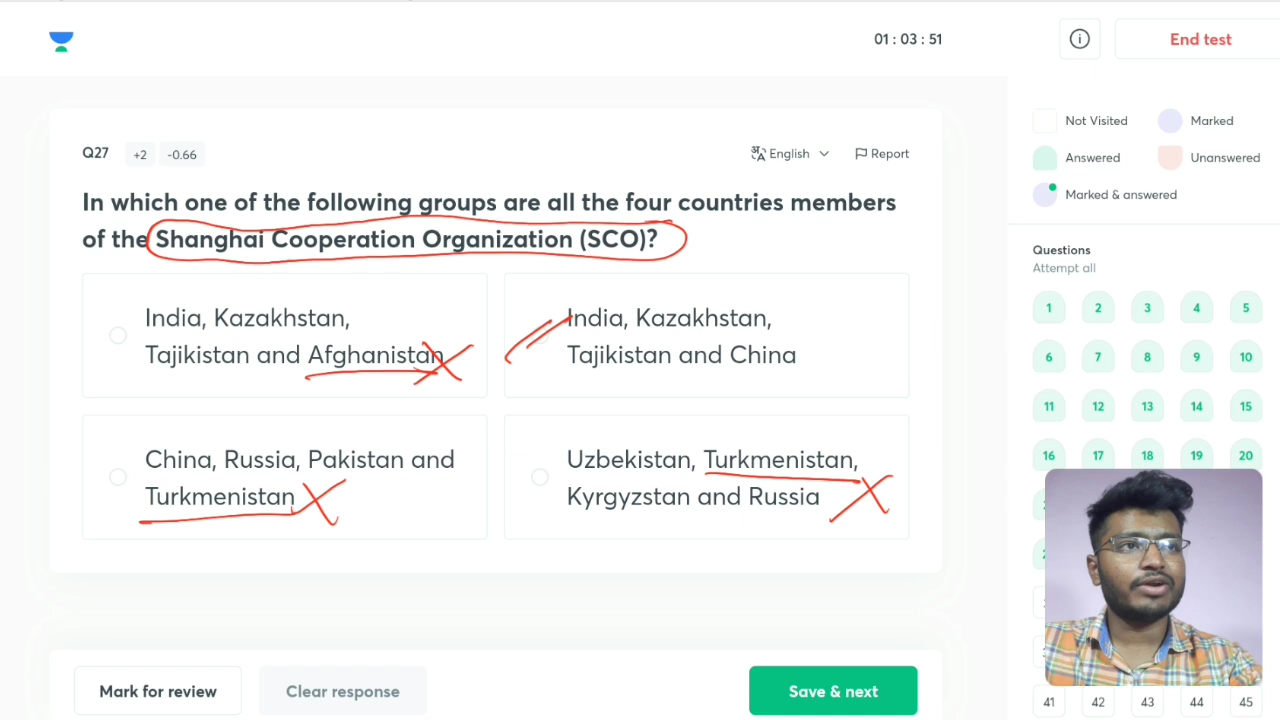 01 : 03 : 51
End test
Q27
+2
-0.66
English
Report
In which one of the following groups are all the four countries members
of the Shanghai Cooperation Organization (SCO)?
India, Kazakhstan,
Tajikistan and Afghanistan
India, Kazakhstan,
Tajikistan and China
China, Russia, Pakistan and
Turkmenistan
Uzbekistan, Turkmenistan,
Kyrgyzstan and Russia
Mark for review
Clear response
Save & next
Not Visited
Marked
Answered
Unanswered
Marked & answered
Questions
Attempt all
1 2 3 4 5
6 7 8 9 10
11 12 13 14 15
16 17 18 19 20
41 42 43 44 45